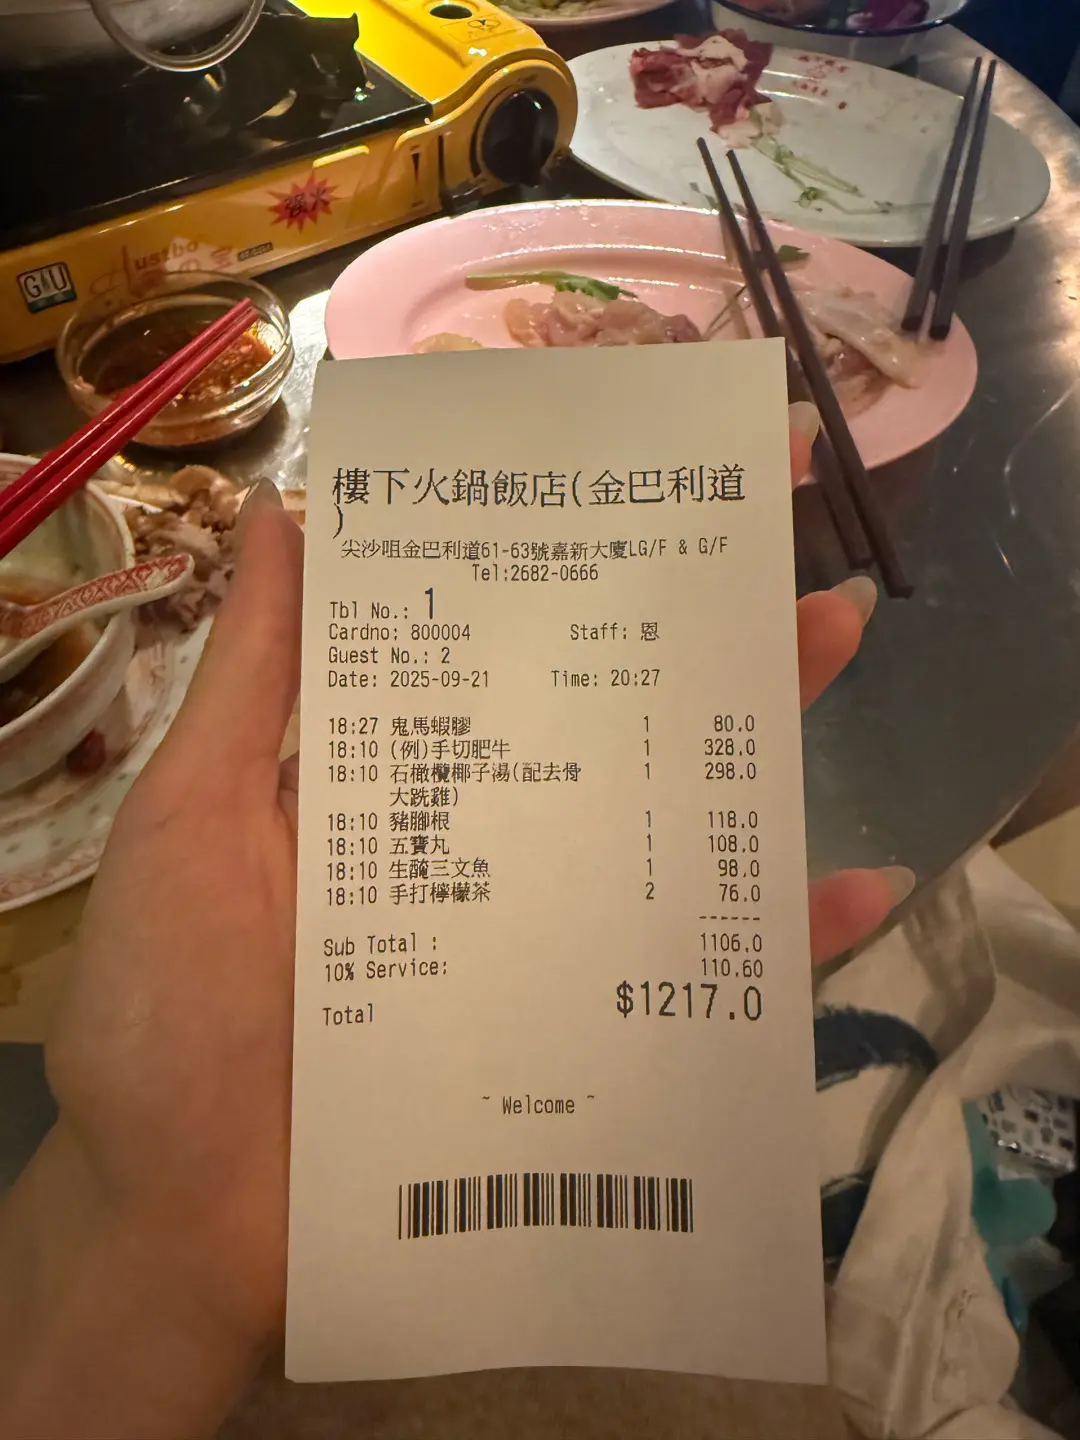 强火
GU
樓下火鍋飯店(金巴利道
)
尖沙咀金巴利道61-63號嘉新大廈LG/F & G/F
Tel:2682-0666
Tbl No.: 1
Cardno: 800004 Staff: 恩
Guest No.: 2
Date: 2025-09-21 Time: 20:27
18:27 鬼馬蝦膠 1 80.0
18:10 (例)手切肥牛 1 328.0
18:10 石橄欖椰子湯(配去骨 1 298.0
大跣雞)
18:10 豬腳根 1 118.0
18:10 五寶丸 1 108.0
18:10 生醃三文魚 1 98.0
18:10 手打檸檬茶 2 76.0
------
Sub Total : 1106.0
10% Service: 110.60
Total $1217.0
~ Welcome ~